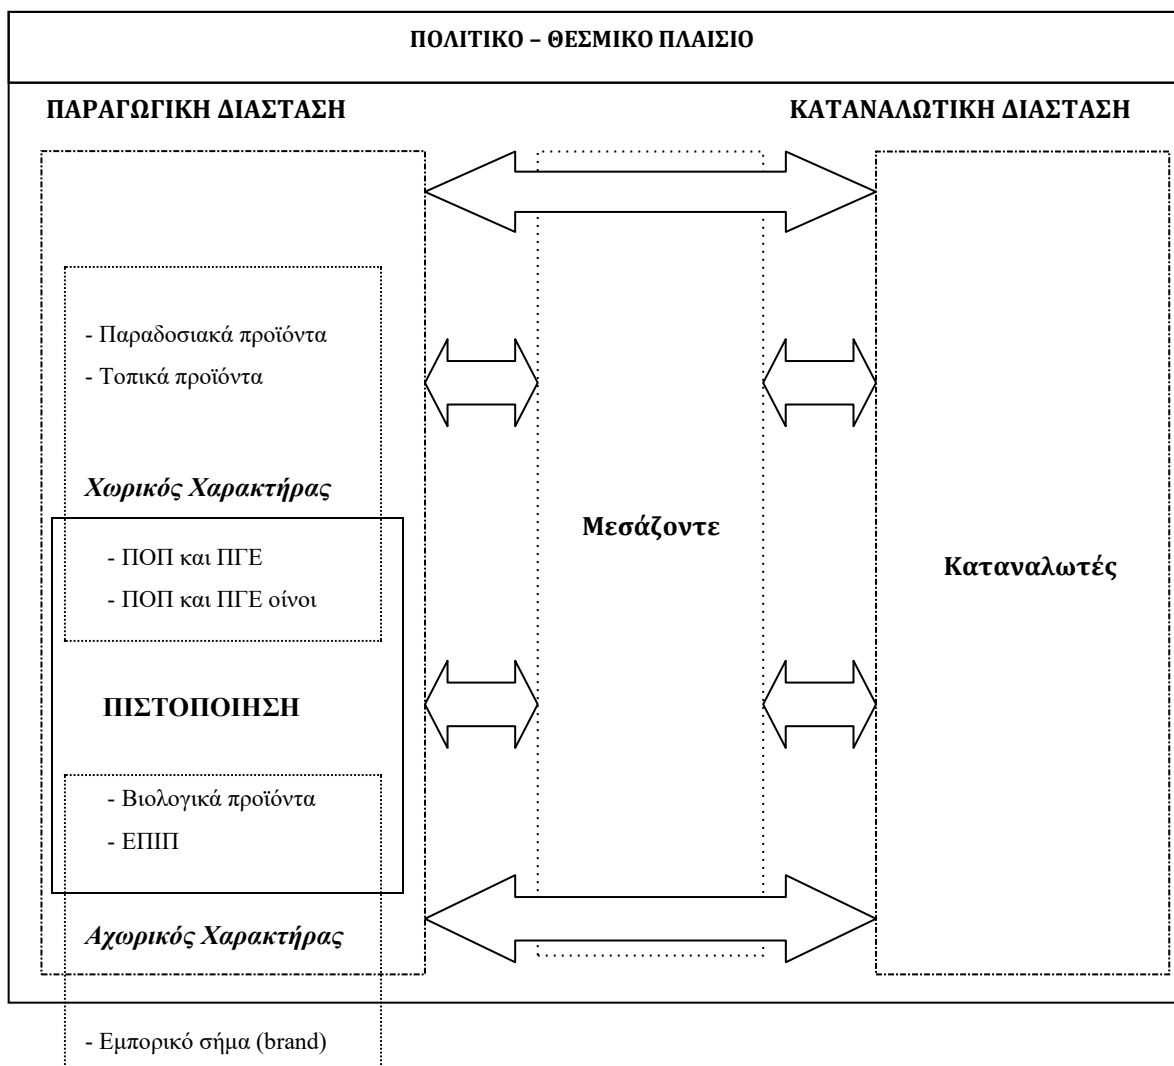 ΠΟΛΙΤΙΚΟ – ΘΕΣΜΙΚΟ ΠΛΑΙΣΙΟ
ΠΑΡΑΓΩΓΙΚΗ ΔΙΑΣΤΑΣΗ
ΚΑΤΑΝΑΛΩΤΙΚΗ ΔΙΑΣΤΑΣΗ
- Παραδοσιακά προϊόντα
- Τοπικά προϊόντα
Χωρικός Χαρακτήρας
- ΠΟΠ και ΠΓΕ
- ΠΟΠ και ΠΓΕ οίνοι
ΠΙΣΤΟΠΟΙΗΣΗ
- Βιολογικά προϊόντα
- ΕΠΙΠ
Αχωρικός Χαρακτήρας
- Εμπορικό σήμα (brand)
Μεσάζοντε
Καταναλωτές